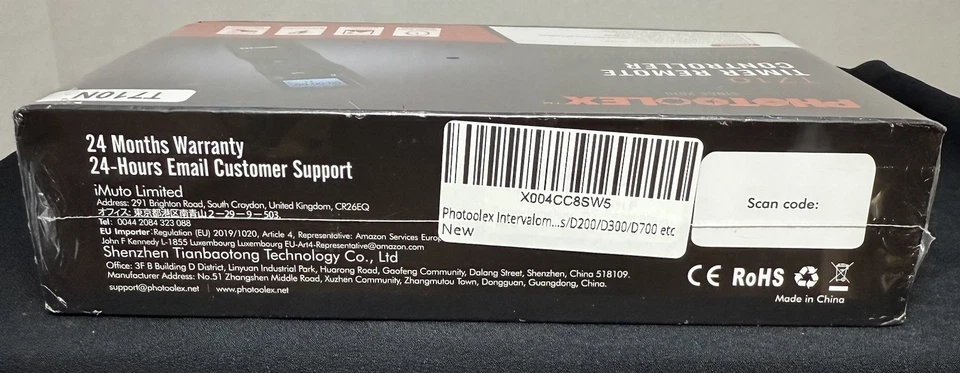 T710N
PHOTOOLEX™
SINCE 2010
TIMER REMOTE
CONTROLLER
24 Months Warranty
24-Hours Email Customer Support
iMuto Limited
Address: 291 Brighton Road, South Croydon, United Kingdom, CR26EQ
オフィス: 東京都港区南青山2-29-9-503.
Tel: 0044 2084 323 088
EU Importer: Regulation (EU) 2019/1020, Article 4, Representative: Amazon Services Europ
John F Kennedy L-1855 Luxembourg Luxembourg EU-Art4-Representative@amazon.com
Shenzhen Tianbaotong Technology Co., Ltd
Office: 3F B Building D District, Linyuan Industrial Park, Huarong Road, Gaofeng Community, Dalang Street, Shenzhen, China 518109.
Manufacturer Address: No.51 Zhangshen Middle Road, Xuzhen Community, Zhangmutou Town, Dongguan, Guangdong, China.
support@photoolex.net | www.photoolex.net
X004CC8SW5
Photoolex Intervalom...s/D200/D300/D700 etc
New
Scan code:
CE RoHS
Made in China